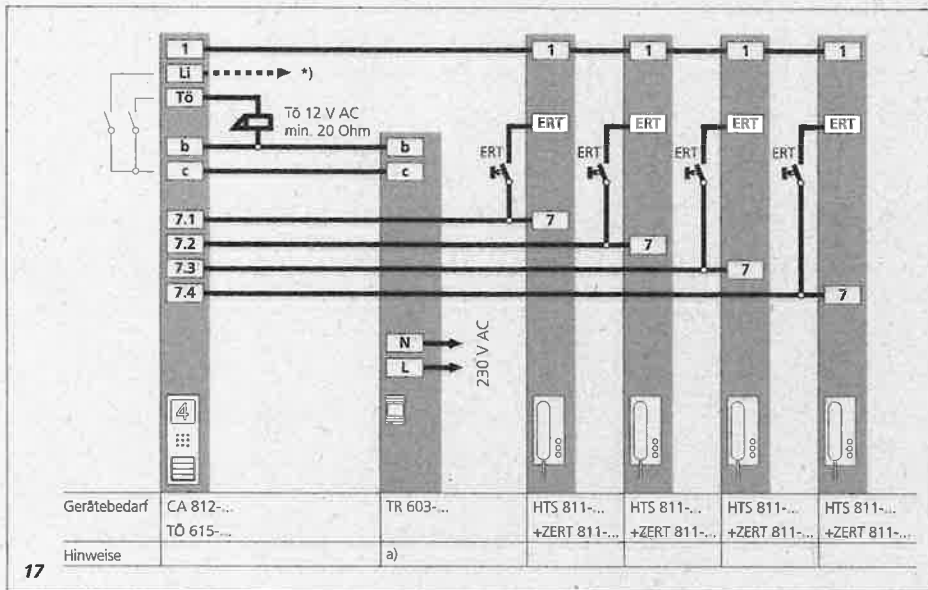 1 1 1 1 1
Li *)
Tö
Tö 12 V AC
min. 20 Ohm
ERT ERT ERT ERT
b b
ERT ERT ERT ERT
c c
7.1 7
7.2 7
7.3 7
7.4 7
N
L
230 V AC
4
Gerätebedarf CA 812-... TR 603-... HTS 811-... HTS 811-... HTS 811-... HTS 811-...
TÖ 615-... +ZERT 811-... +ZERT 811-... +ZERT 811-... +ZERT 811-...
Hinweise a)
17